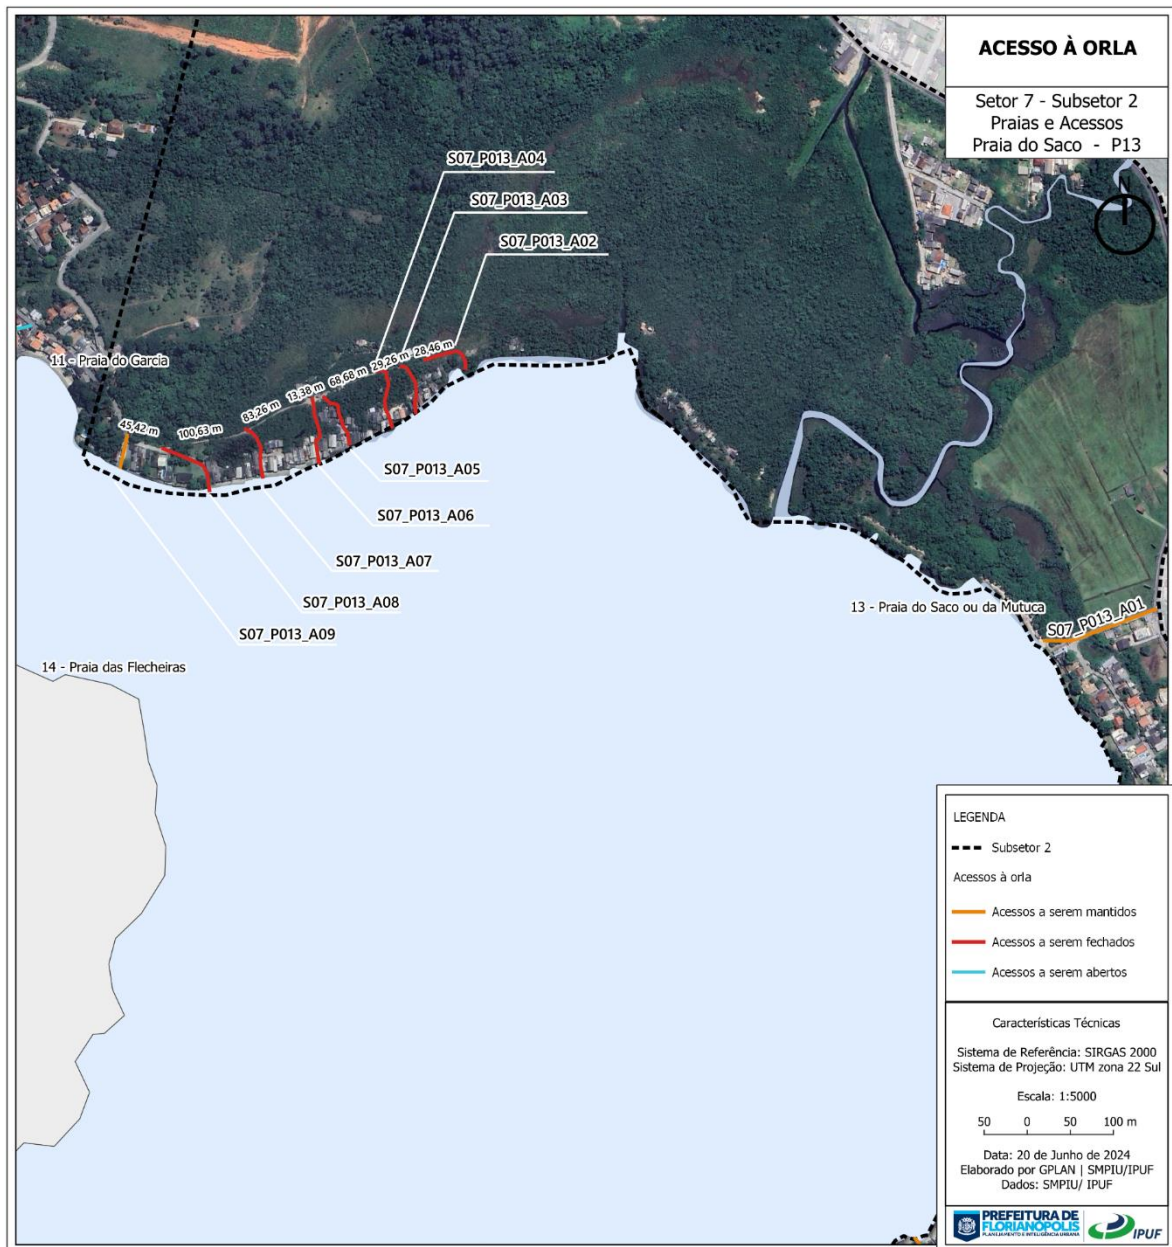 ACESSO À ORLA
Setor 7 - Subsetor 2
Praias e Acessos
Praia do Saco - P13
N
S07_P013_A04
S07_P013_A03
S07_P013_A02
11 - Praia do Garcia
45,42 m
100,63 m
83,26 m
13,38 m
68,68 m
29,26 m
28,46 m
S07_P013_A05
S07_P013_A06
S07_P013_A07
S07_P013_A08
S07_P013_A09
13 - Praia do Saco ou da Mutuca
S07_P013_A01
14 - Praia das Flecheiras
LEGENDA
Subsetor 2
Acessos à orla
Acessos a serem mantidos
Acessos a serem fechados
Acessos a serem abertos
Características Técnicas
Sistema de Referência: SIRGAS 2000
Sistema de Projeção: UTM zona 22 Sul
Escala: 1:5000
50 0 50 100 m
Data: 20 de Junho de 2024
Elaborado por GPLAN | SMPIU/IPUF
Dados: SMPIU/ IPUF
PREFEITURA DE
FLORIANÓPOLIS
PLANEJAMENTO E INTELIGÊNCIA URBANA
IPUF